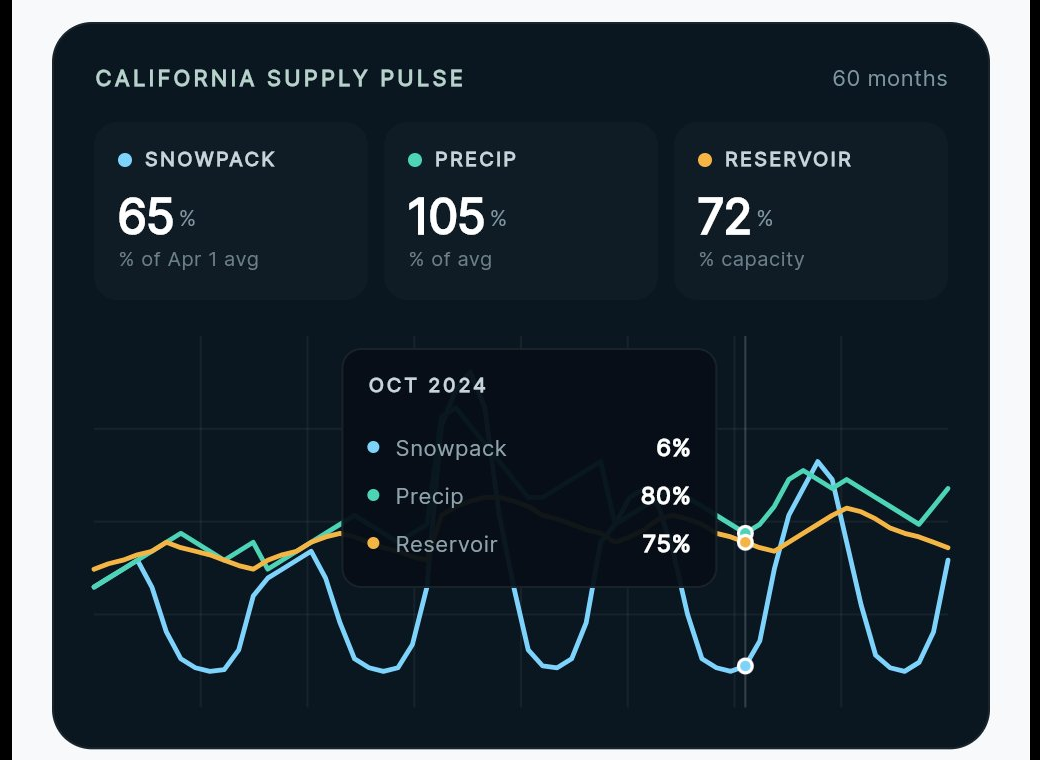 CALIFORNIA SUPPLY PULSE 60 months
SNOWPACK PRECIP RESERVOIR
65% 105% 72%
% of Apr 1 avg % of avg % capacity
OCT 2024
Snowpack 6%
Precip 80%
Reservoir 75%